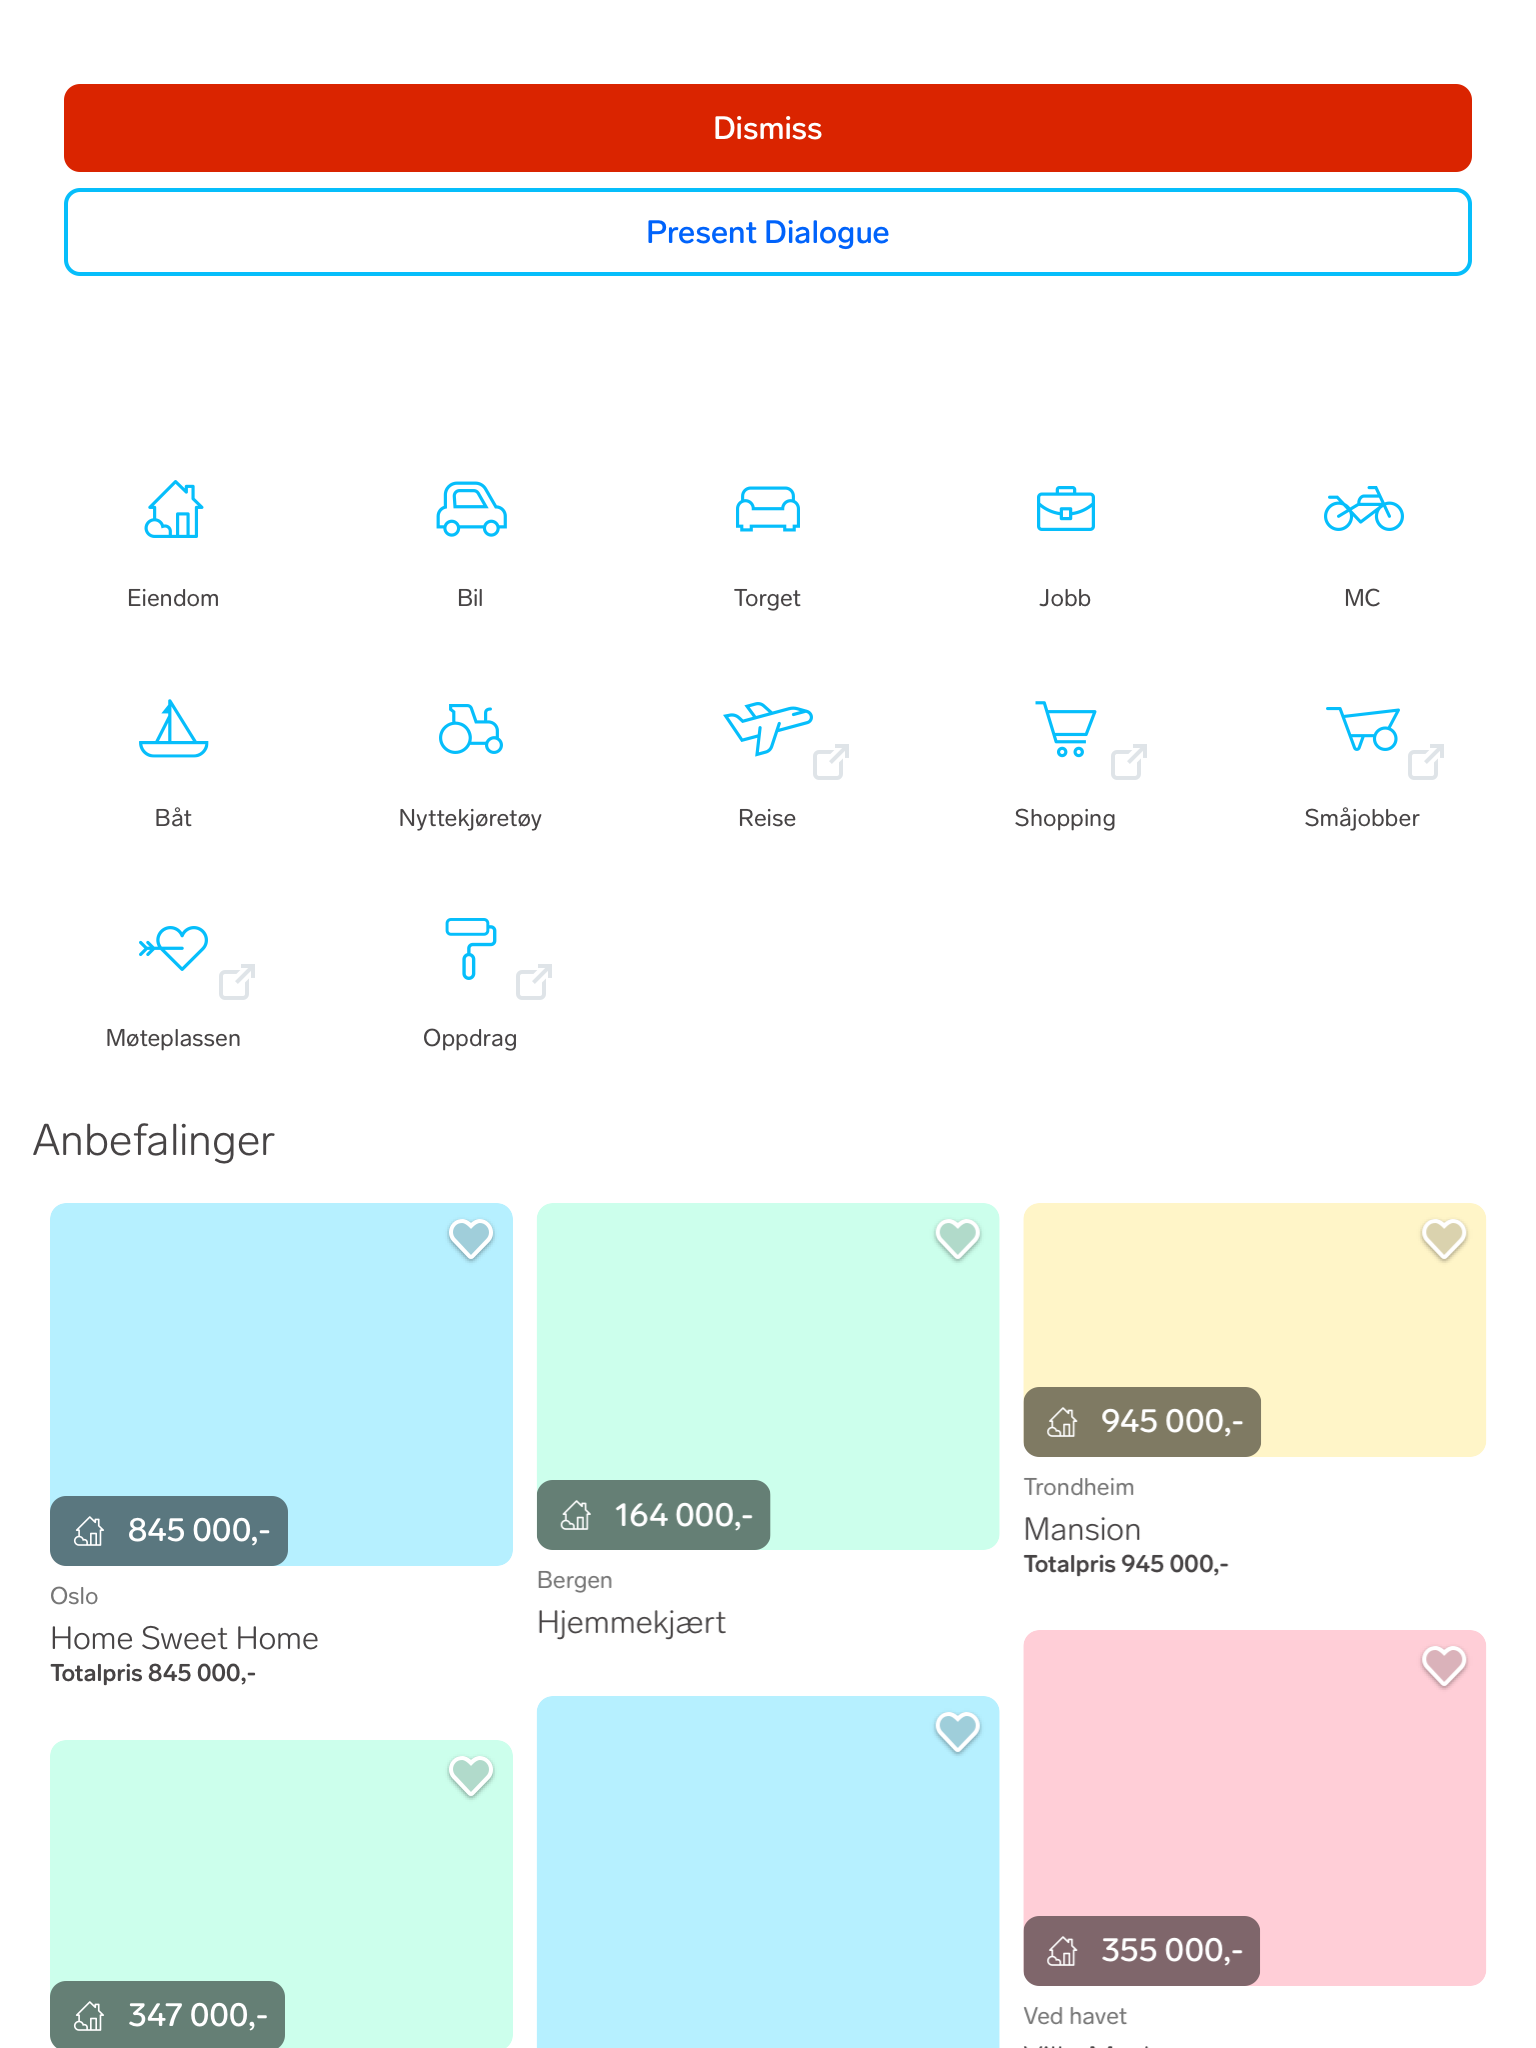 Dismiss
Present Dialogue
Eiendom
Bil
Torget
Jobb
MC
Båt
Nyttekjøretøy
Reise
Shopping
Småjobber
Møteplassen
Oppdrag
Anbefalinger
845 000,-
Oslo
Home Sweet Home
Totalpris 845 000,-
164 000,-
Bergen
Hjemmekjært
945 000,-
Trondheim
Mansion
Totalpris 945 000,-
347 000,-
355 000,-
Ved havet